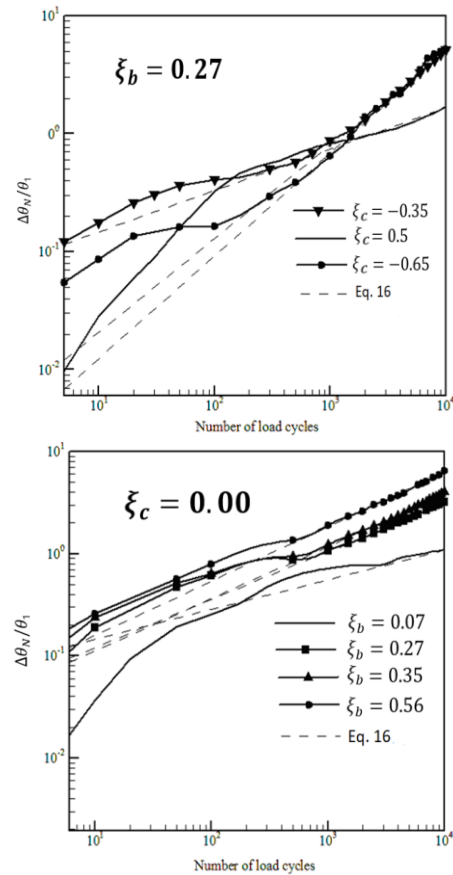 10¹
ξ_b = 0.27
10⁰
Δθ_N/θ₁
10⁻¹
ξ_c = −0.35
ξ_c = 0.5
ξ_c = −0.65
Eq. 16
10⁻²
10¹ 10² 10³ 10⁴
Number of load cycles
10¹
ξ_c = 0.00
10⁰
Δθ_N/θ₁
10⁻¹
ξ_b = 0.07
ξ_b = 0.27
ξ_b = 0.35
ξ_b = 0.56
Eq. 16
10⁻²
10¹ 10² 10³ 10⁴
Number of load cycles